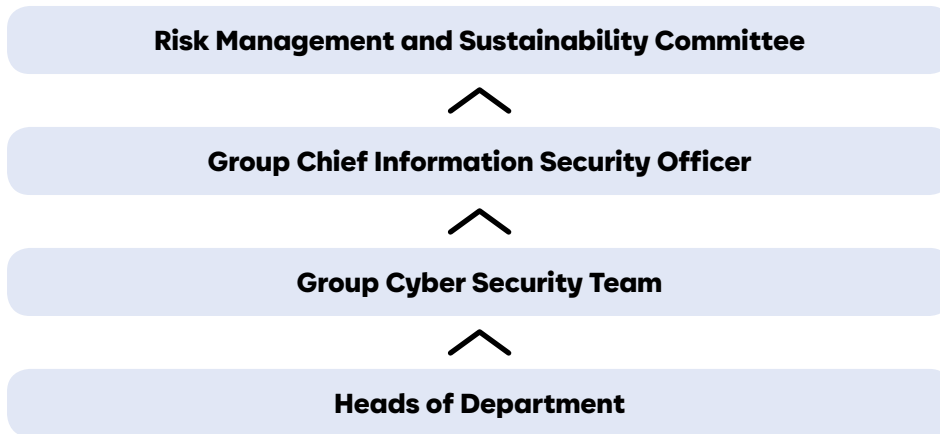 Risk Management and Sustainability Committee
Group Chief Information Security Officer
Group Cyber Security Team
Heads of Department